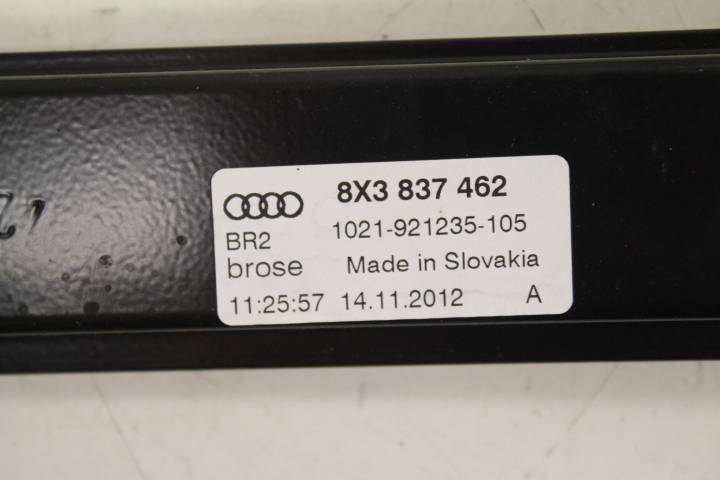 8X3 837 462
BR2 1021-921235-105
brose Made in Slovakia
11:25:57 14.11.2012 A